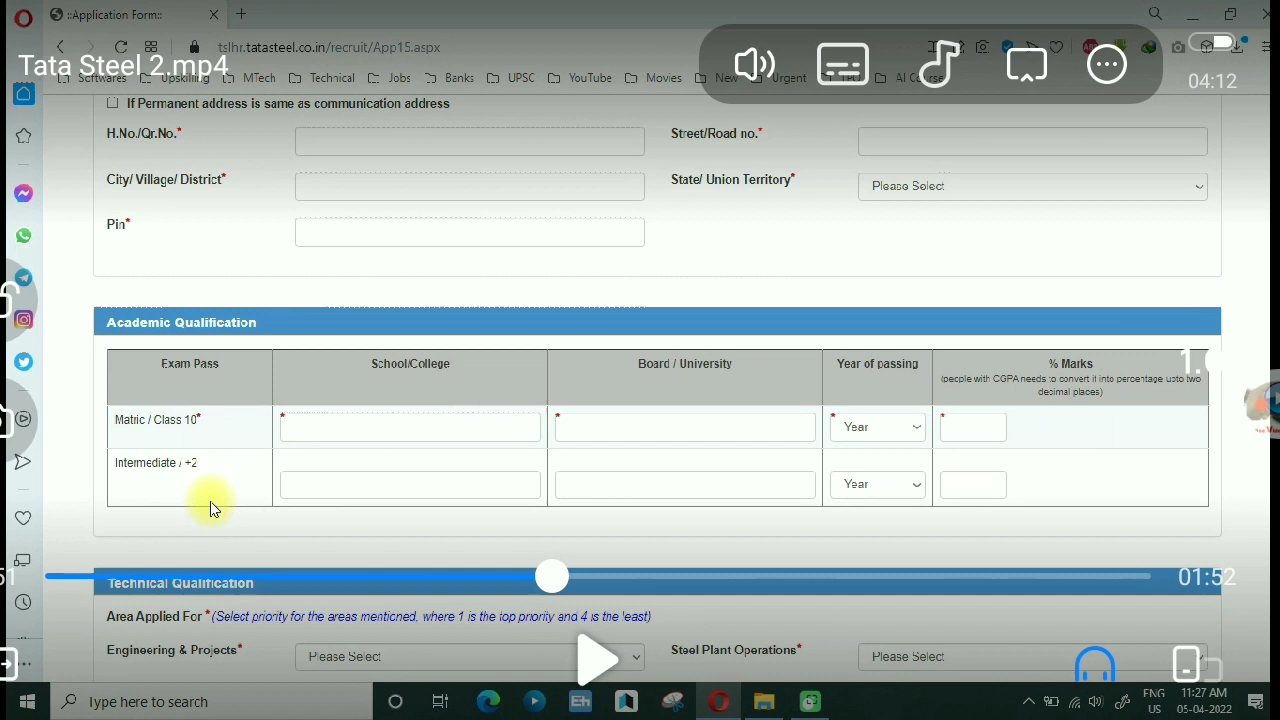 ::Application Form::
tslhr.tatasteel.co.in/recruit/App15.aspx
Tata Steel 2.mp4
04:12
Softwares Upskilling MTech Technical Jobs Banks UPSC YouTube Movies New Urgent AI Course
If Permanent address is same as communication address
H.No./Qr.No.* Street/Road no.*
City/ Village/ District* State/ Union Territory* Please Select
Pin*
Academic Qualification
Exam Pass School/College Board / University Year of passing % Marks
(people with CGPA needs to convert it into percentage upto two
decimal places)
Matric / Class 10* * * * Year *
Intermediate / +2
Year
01:52
Technical Qualification
Area Applied For *(Select priority for the areas mentioned, where 1 is the top priority and 4 is the least)
Engineering & Projects* Please Select Steel Plant Operations* Please Select
Type here to search
ENG
US
11:27 AM
05-04-2022